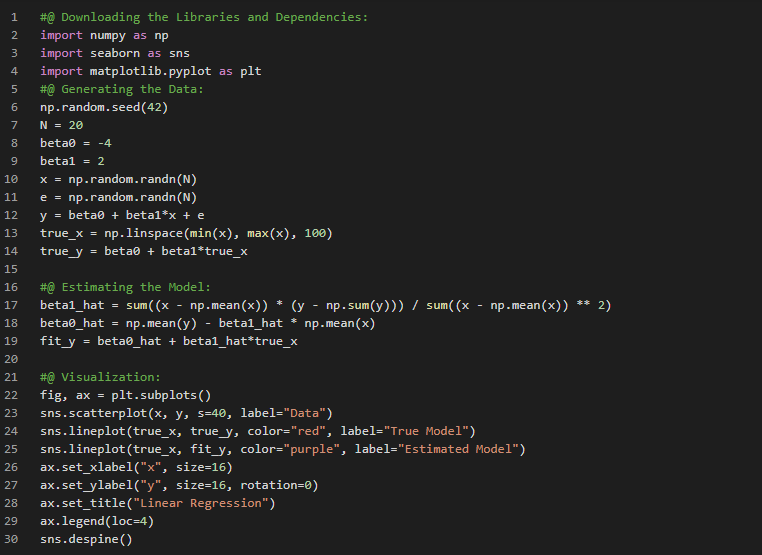 1 #@ Downloading the Libraries and Dependencies:
2 import numpy as np
3 import seaborn as sns
4 import matplotlib.pyplot as plt
5 #@ Generating the Data:
6 np.random.seed(42)
7 N = 20
8 beta0 = -4
9 beta1 = 2
10 x = np.random.randn(N)
11 e = np.random.randn(N)
12 y = beta0 + beta1*x + e
13 true_x = np.linspace(min(x), max(x), 100)
14 true_y = beta0 + beta1*true_x
15
16 #@ Estimating the Model:
17 beta1_hat = sum((x - np.mean(x)) * (y - np.sum(y))) / sum((x - np.mean(x)) ** 2)
18 beta0_hat = np.mean(y) - beta1_hat * np.mean(x)
19 fit_y = beta0_hat + beta1_hat*true_x
20
21 #@ Visualization:
22 fig, ax = plt.subplots()
23 sns.scatterplot(x, y, s=40, label="Data")
24 sns.lineplot(true_x, true_y, color="red", label="True Model")
25 sns.lineplot(true_x, fit_y, color="purple", label="Estimated Model")
26 ax.set_xlabel("x", size=16)
27 ax.set_ylabel("y", size=16, rotation=0)
28 ax.set_title("Linear Regression")
29 ax.legend(loc=4)
30 sns.despine()